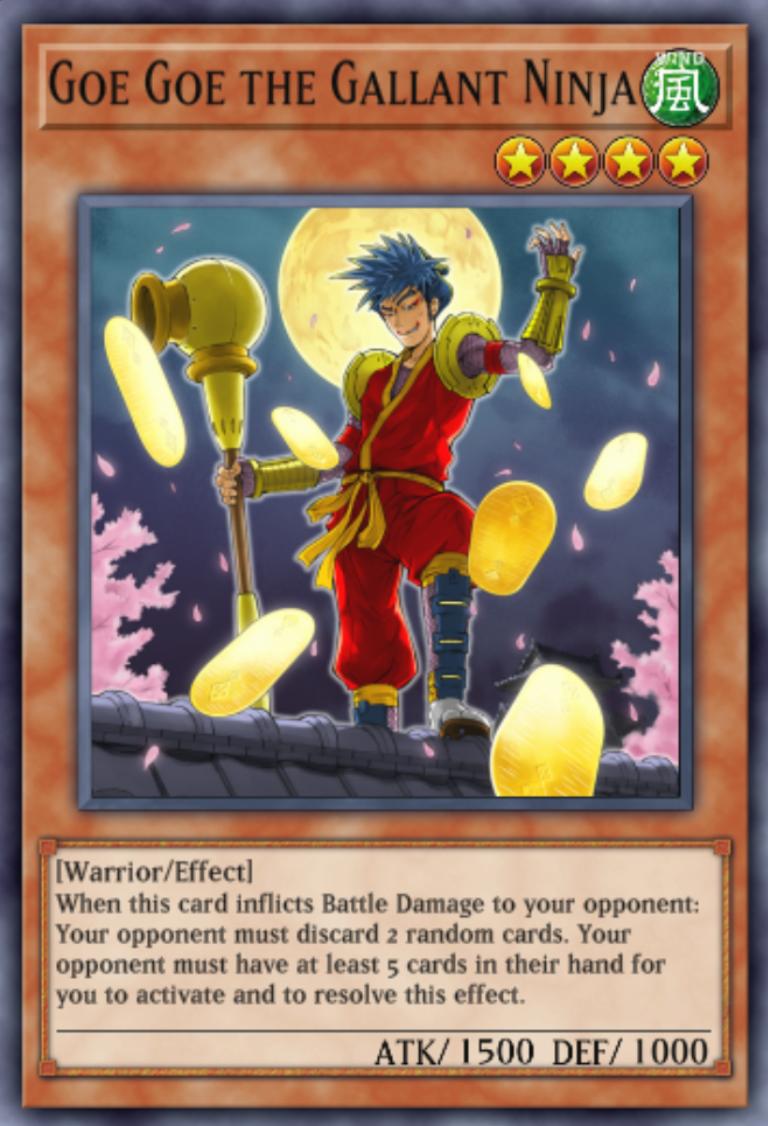 Goe Goe the Gallant Ninja
WIND
風
[Warrior/Effect]
When this card inflicts Battle Damage to your opponent:
Your opponent must discard 2 random cards. Your
opponent must have at least 5 cards in their hand for
you to activate and to resolve this effect.
ATK/ 1500 DEF/ 1000